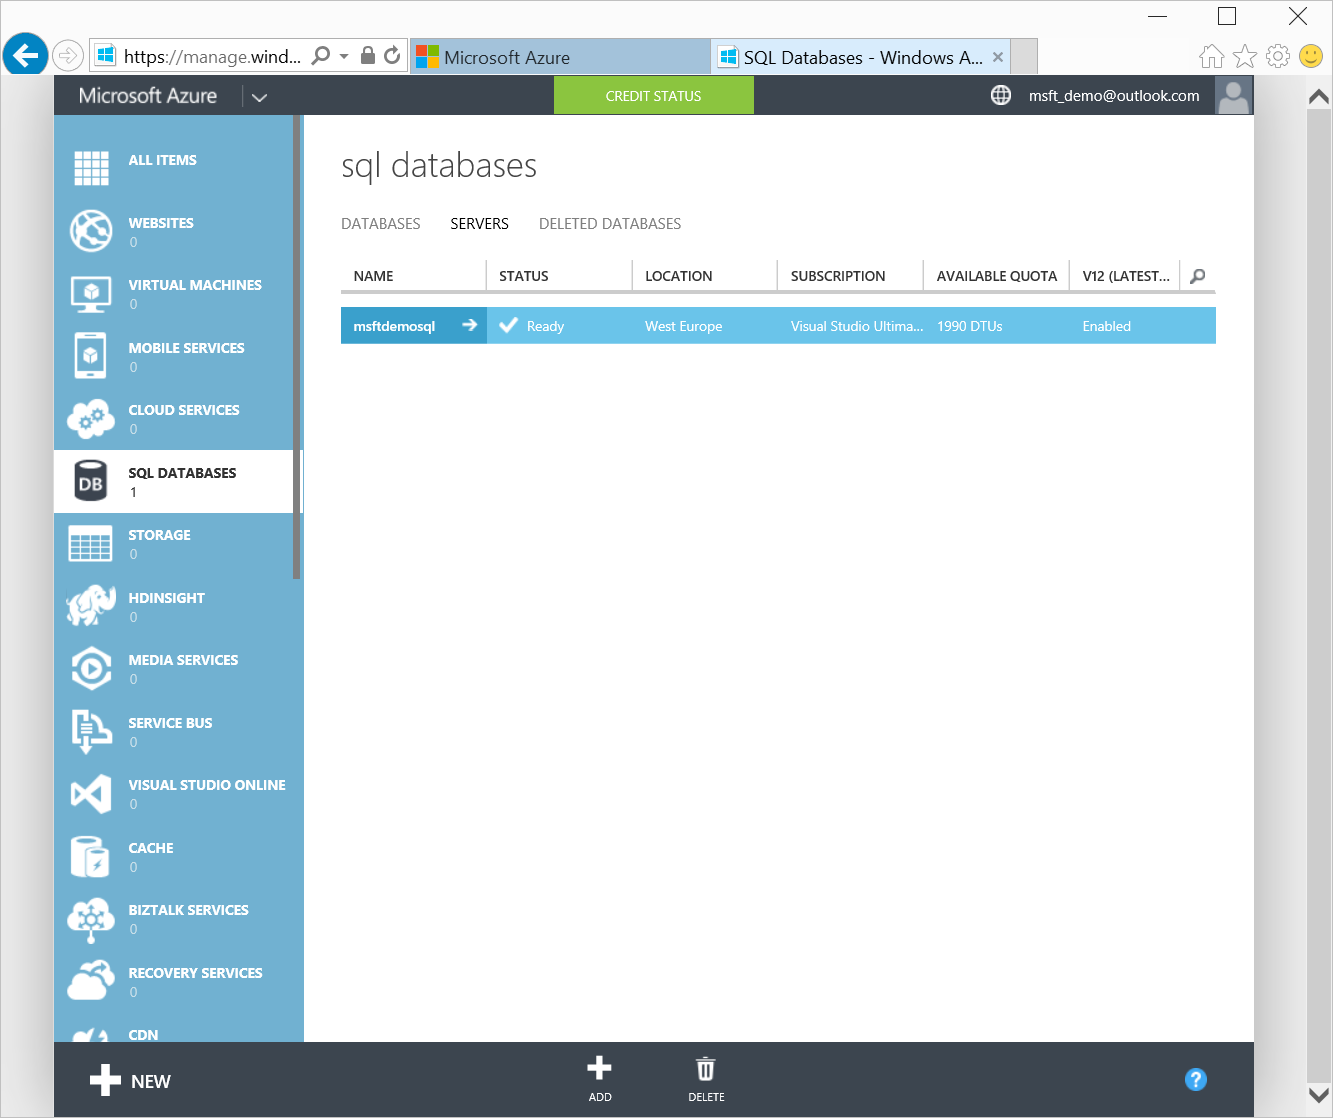 https://manage.wind...
Microsoft Azure
SQL Databases - Windows A...
Microsoft Azure
CREDIT STATUS
msft_demo@outlook.com
ALL ITEMS
WEBSITES
0
VIRTUAL MACHINES
0
MOBILE SERVICES
0
CLOUD SERVICES
0
DB
SQL DATABASES
1
STORAGE
0
HDINSIGHT
0
MEDIA SERVICES
0
SERVICE BUS
0
VISUAL STUDIO ONLINE
0
CACHE
0
BIZTALK SERVICES
0
RECOVERY SERVICES
0
CDN
sql databases
DATABASES SERVERS DELETED DATABASES
NAME STATUS LOCATION SUBSCRIPTION AVAILABLE QUOTA V12 (LATEST...
msftdemosql Ready West Europe Visual Studio Ultima... 1990 DTUs Enabled
NEW
ADD
DELETE
?